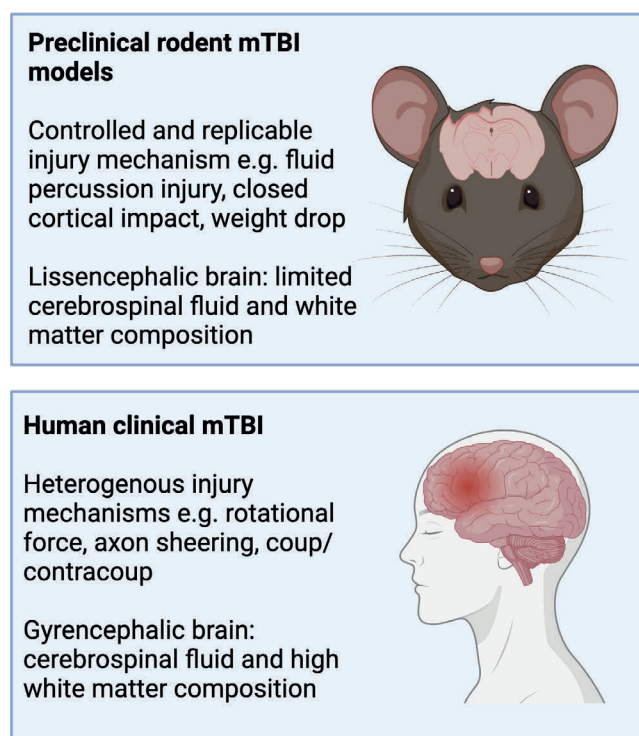 Preclinical rodent mTBI
models
Controlled and replicable
injury mechanism e.g. fluid
percussion injury, closed
cortical impact, weight drop
Lissencephalic brain: limited
cerebrospinal fluid and white
matter composition
Human clinical mTBI
Heterogenous injury
mechanisms e.g. rotational
force, axon sheering, coup/
contracoup
Gyrencephalic brain:
cerebrospinal fluid and high
white matter composition